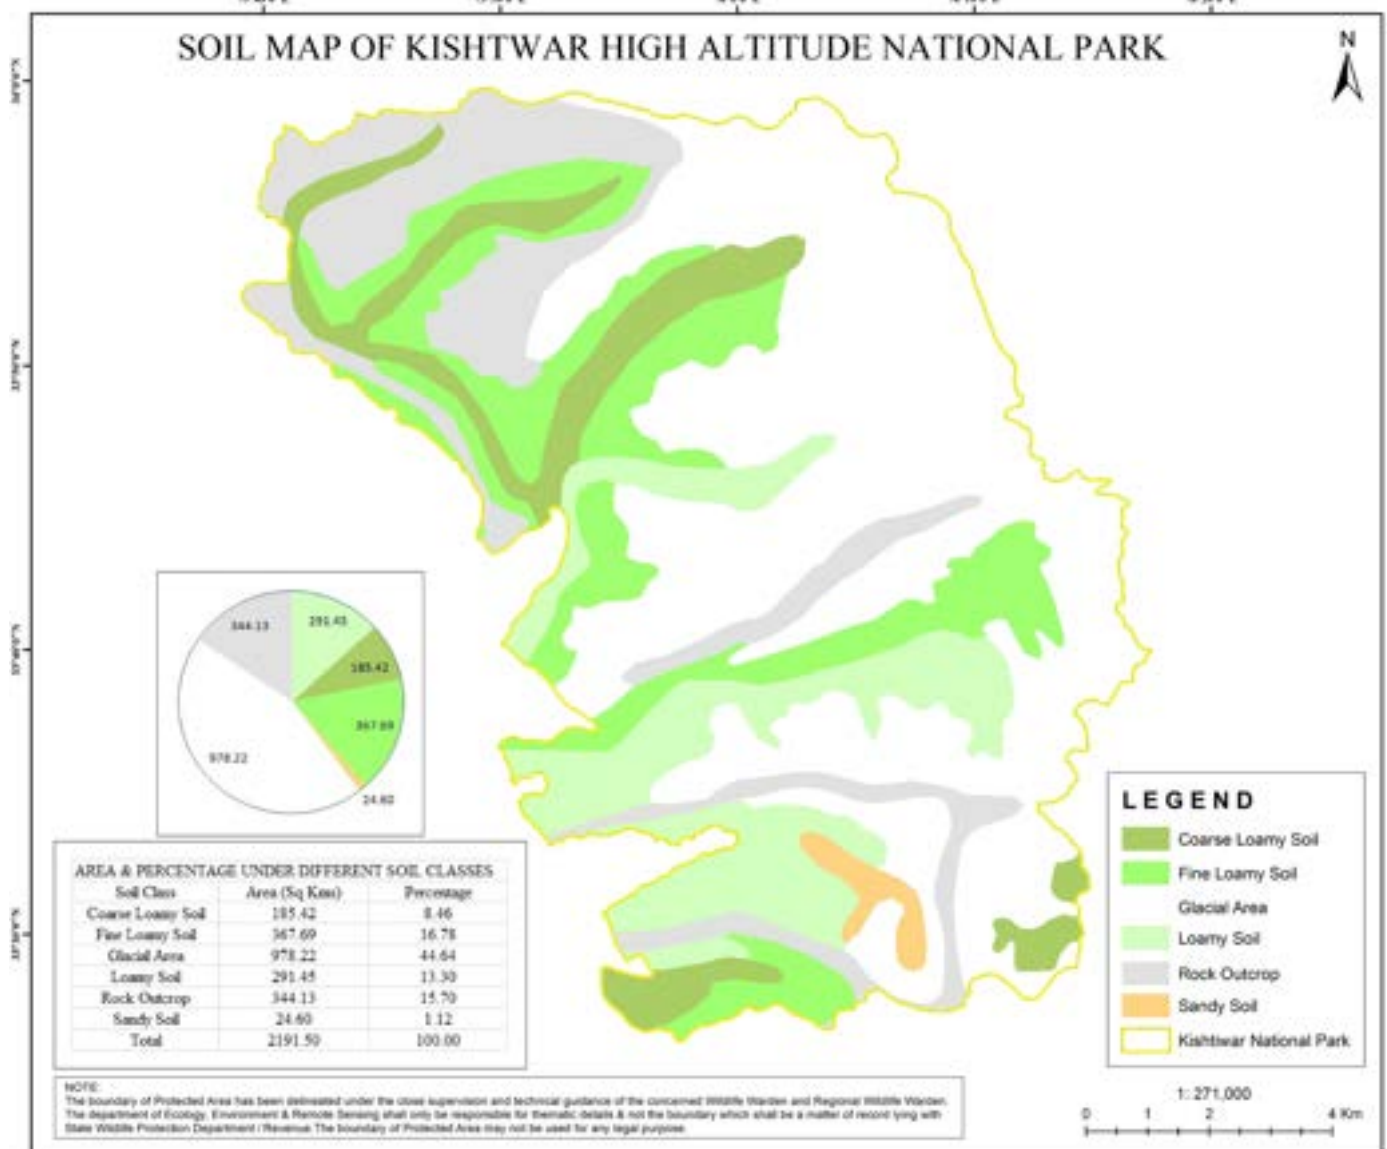 SOIL MAP OF KISHTWAR HIGH ALTITUDE NATIONAL PARK
N
344.13
291.45
185.42
367.69
978.22
24.60
AREA & PERCENTAGE UNDER DIFFERENT SOIL CLASSES
Soil Class Area (Sq Kms) Percentage
Coarse Loamy Soil 185.42 8.46
Fine Loamy Soil 367.69 16.78
Glacial Area 978.22 44.64
Loamy Soil 291.45 13.30
Rock Outcrop 344.13 15.70
Sandy Soil 24.60 1.12
Total 2191.50 100.00
LEGEND
Coarse Loamy Soil
Fine Loamy Soil
Glacial Area
Loamy Soil
Rock Outcrop
Sandy Soil
Kishtiwar National Park
NOTE:
The boundary of Protected Area has been delineated under the close supervision and technical guidance of the concerned Wildlife Warden and Regional Wildlife Warden.
The department of Ecology, Environment & Remote Sensing shall only be responsible for thematic details & not the boundary which shall be a matter of record lying with
State Wildlife Protection Department / Revenue. The boundary of Protected Area may not be used for any legal purpose.
1: 271,000
0 1 2 4 Km